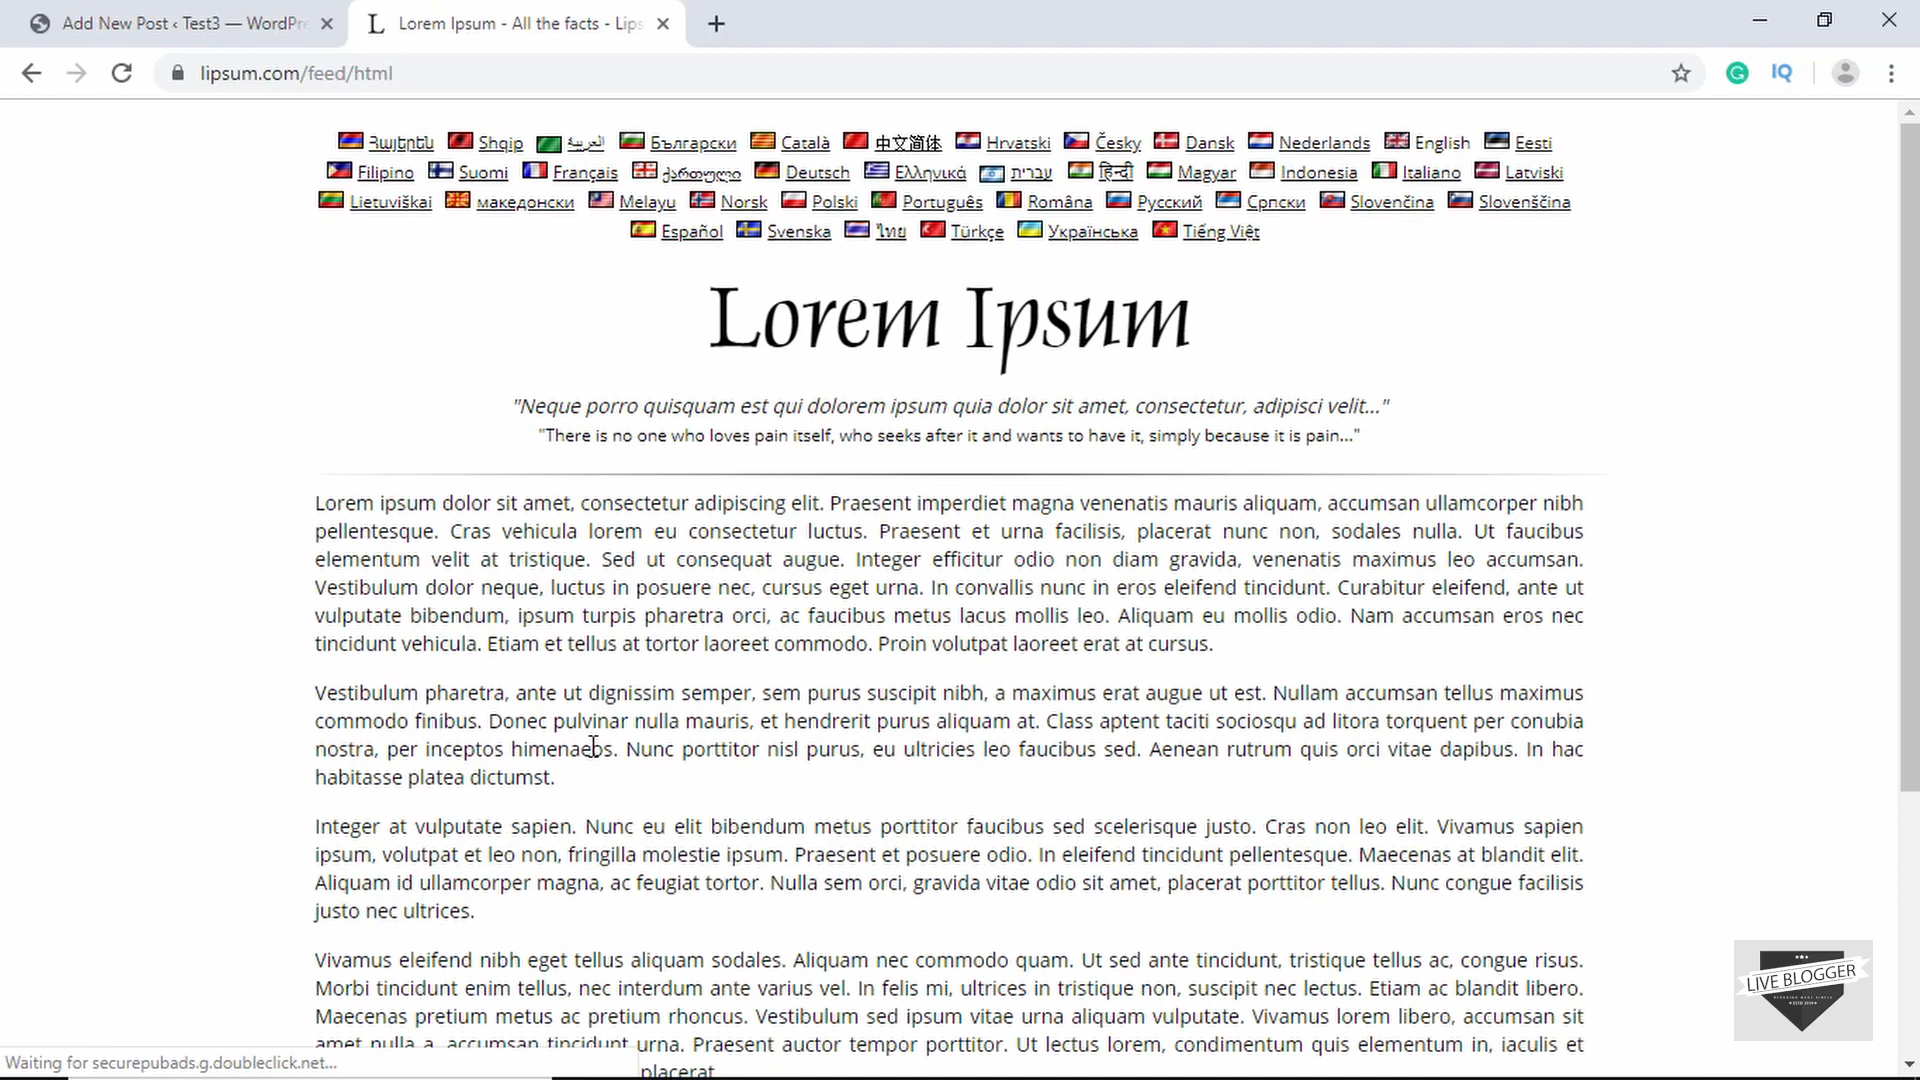 Add New Post ‹ Test3 — WordPr
Lorem Ipsum - All the facts - Lips
lipsum.com/feed/html
Հայերեն Shqip العربية Български Català 中文简体 Hrvatski Česky Dansk Nederlands English Eesti
Filipino Suomi Français ქართული Deutsch Ελληνικά עברית हिन्दी Magyar Indonesia Italiano Latviski
Lietuviškai македонски Melayu Norsk Polski Português Româna Русский Српски Slovenčina Slovenščina
Español Svenska ไทย Türkçe Українська Tiếng Việt
Lorem Ipsum
"Neque porro quisquam est qui dolorem ipsum quia dolor sit amet, consectetur, adipisci velit..."
"There is no one who loves pain itself, who seeks after it and wants to have it, simply because it is pain..."
Lorem ipsum dolor sit amet, consectetur adipiscing elit. Praesent imperdiet magna venenatis mauris aliquam, accumsan ullamcorper nibh
pellentesque. Cras vehicula lorem eu consectetur luctus. Praesent et urna facilisis, placerat nunc non, sodales nulla. Ut faucibus
elementum velit at tristique. Sed ut consequat augue. Integer efficitur odio non diam gravida, venenatis maximus leo accumsan.
Vestibulum dolor neque, luctus in posuere nec, cursus eget urna. In convallis nunc in eros eleifend tincidunt. Curabitur eleifend, ante ut
vulputate bibendum, ipsum turpis pharetra orci, ac faucibus metus lacus mollis leo. Aliquam eu mollis odio. Nam accumsan eros nec
tincidunt vehicula. Etiam et tellus at tortor laoreet commodo. Proin volutpat laoreet erat at cursus.
Vestibulum pharetra, ante ut dignissim semper, sem purus suscipit nibh, a maximus erat augue ut est. Nullam accumsan tellus maximus
commodo finibus. Donec pulvinar nulla mauris, et hendrerit purus aliquam at. Class aptent taciti sociosqu ad litora torquent per conubia
nostra, per inceptos himenaeos. Nunc porttitor nisl purus, eu ultricies leo faucibus sed. Aenean rutrum quis orci vitae dapibus. In hac
habitasse platea dictumst.
Integer at vulputate sapien. Nunc eu elit bibendum metus porttitor faucibus sed scelerisque justo. Cras non leo elit. Vivamus sapien
ipsum, volutpat et leo non, fringilla molestie ipsum. Praesent et posuere odio. In eleifend tincidunt pellentesque. Maecenas at blandit elit.
Aliquam id ullamcorper magna, ac feugiat tortor. Nulla sem orci, gravida vitae odio sit amet, placerat porttitor tellus. Nunc congue facilisis
justo nec ultrices.
Vivamus eleifend nibh eget tellus aliquam sodales. Aliquam nec commodo quam. Ut sed ante tincidunt, tristique tellus ac, congue risus.
Morbi tincidunt enim tellus, nec interdum ante varius vel. In felis mi, ultrices in tristique non, suscipit nec lectus. Etiam ac blandit libero.
Maecenas pretium metus ac pretium rhoncus. Vestibulum sed ipsum vitae urna aliquam vulputate. Vivamus lorem libero, accumsan sit
amet nulla a, accumsan tincidunt urna. Praesent auctor tempor porttitor. Ut lectus lorem, condimentum quis elementum in, iaculis et
placerat
Waiting for securepubads.g.doubleclick.net...
LIVE BLOGGER